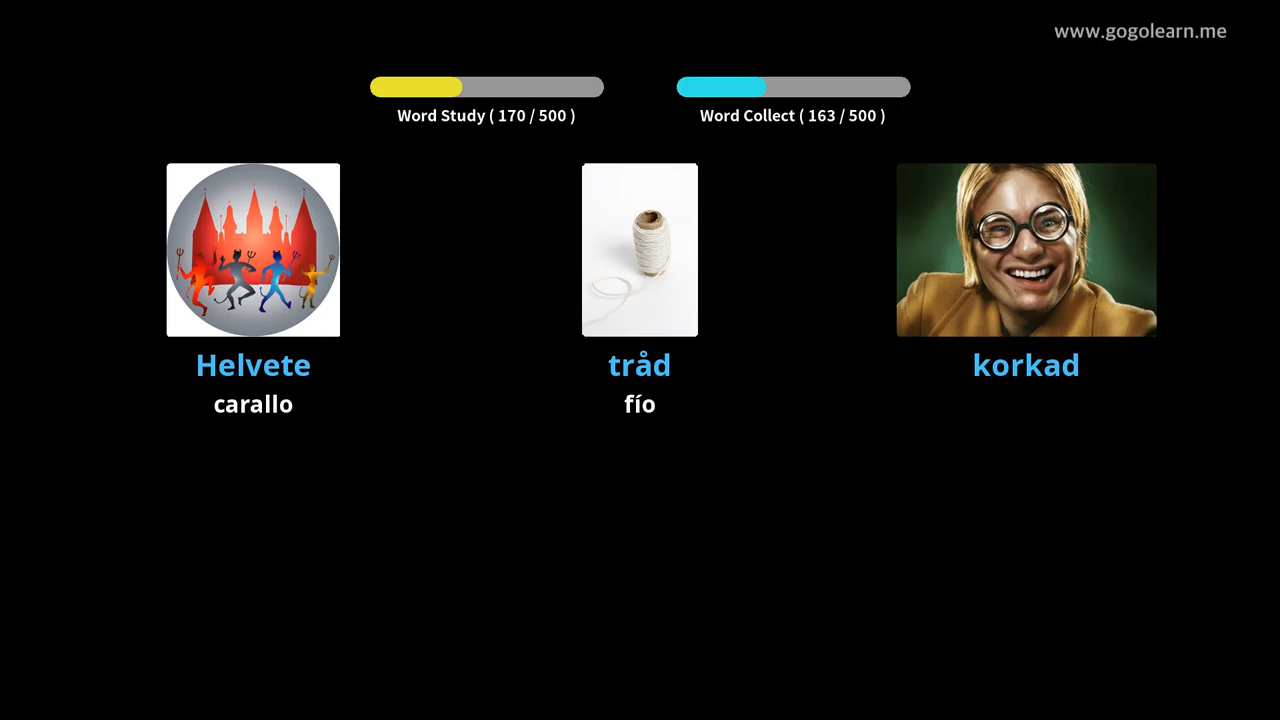 www.gogolearn.me
Word Study ( 170 / 500 )
Word Collect ( 163 / 500 )
Helvete
tråd
korkad
carallo
fío